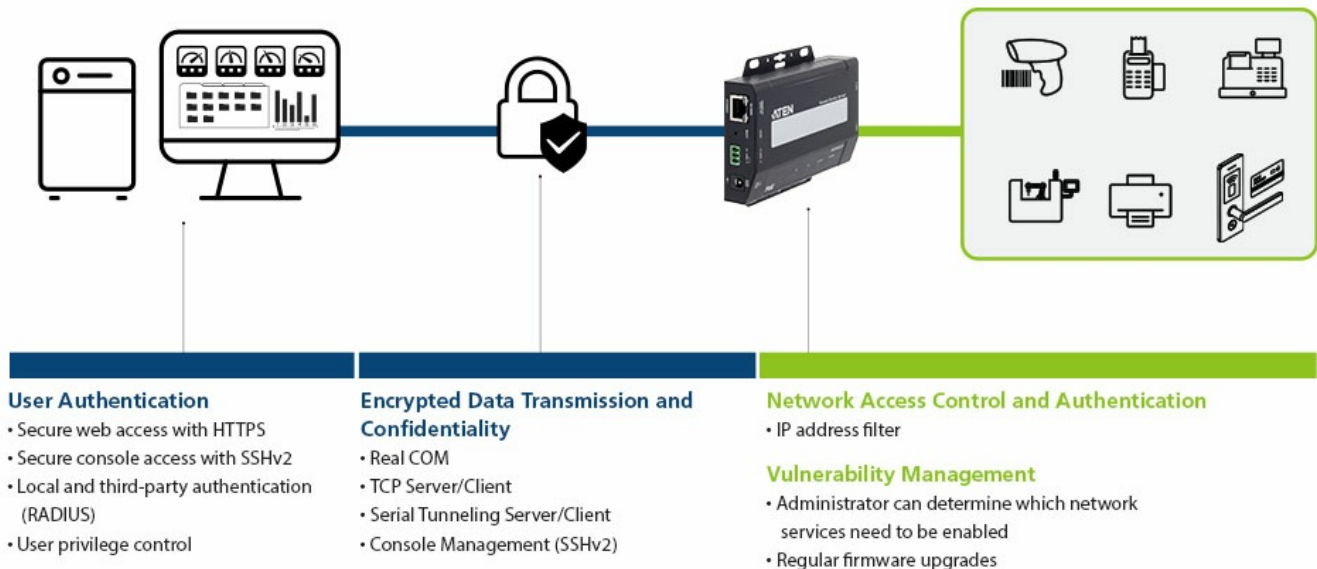 ATEN
User Authentication
• Secure web access with HTTPS
• Secure console access with SSHv2
• Local and third-party authentication
(RADIUS)
• User privilege control
Encrypted Data Transmission and
Confidentiality
• Real COM
• TCP Server/Client
• Serial Tunneling Server/Client
• Console Management (SSHv2)
Network Access Control and Authentication
• IP address filter
Vulnerability Management
• Administrator can determine which network
services need to be enabled
• Regular firmware upgrades